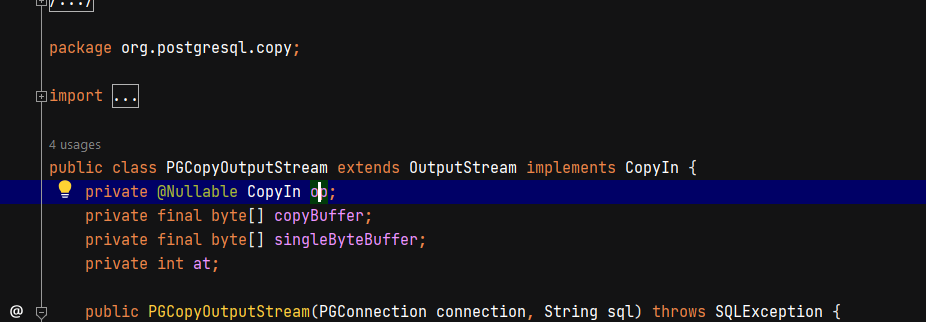 /.../
package org.postgresql.copy;
import ...
4 usages
public class PGCopyOutputStream extends OutputStream implements CopyIn {
private @Nullable CopyIn op;
private final byte[] copyBuffer;
private final byte[] singleByteBuffer;
private int at;
@ public PGCopyOutputStream(PGConnection connection, String sql) throws SQLException {